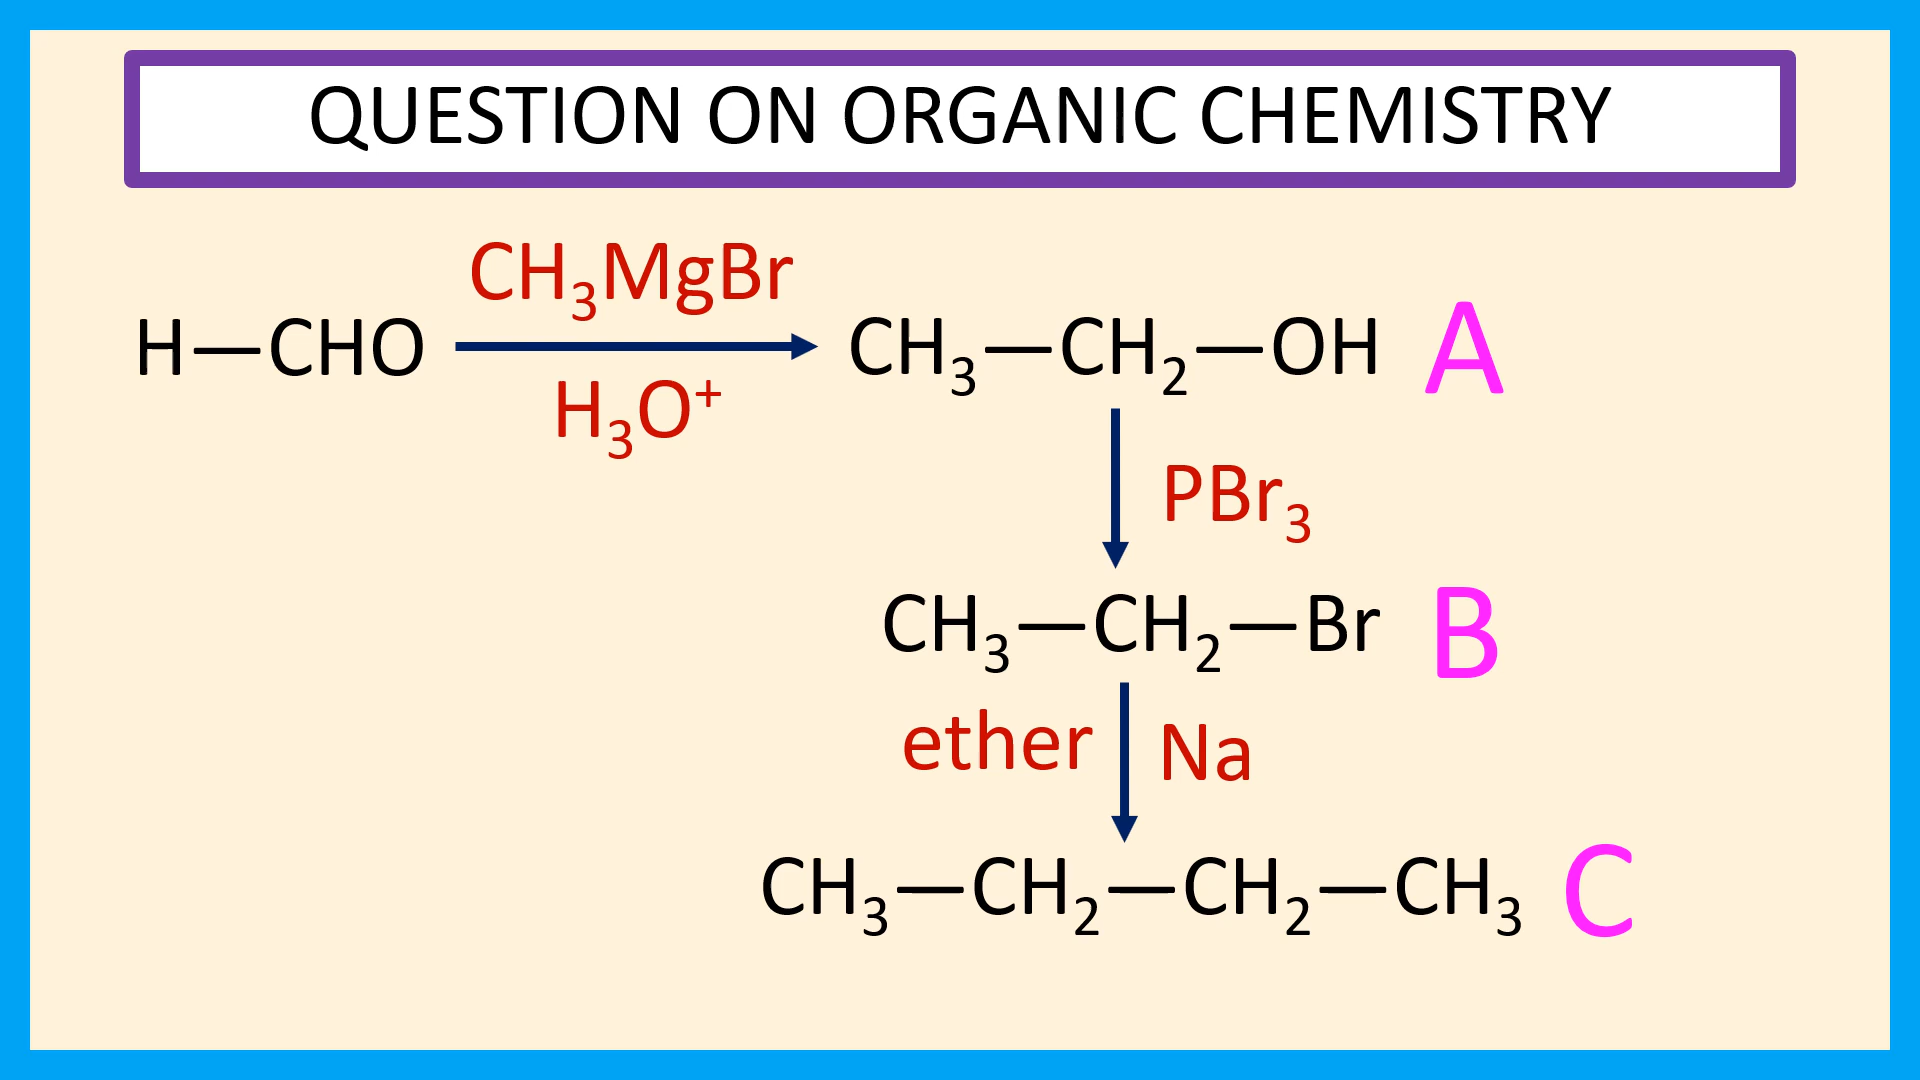 QUESTION ON ORGANIC CHEMISTRY
CH₃MgBr
H—CHO
CH₃—CH₂—OH A
H₃O⁺
PBr₃
CH₃—CH₂—Br B
ether Na
CH₃—CH₂—CH₂—CH₃ C